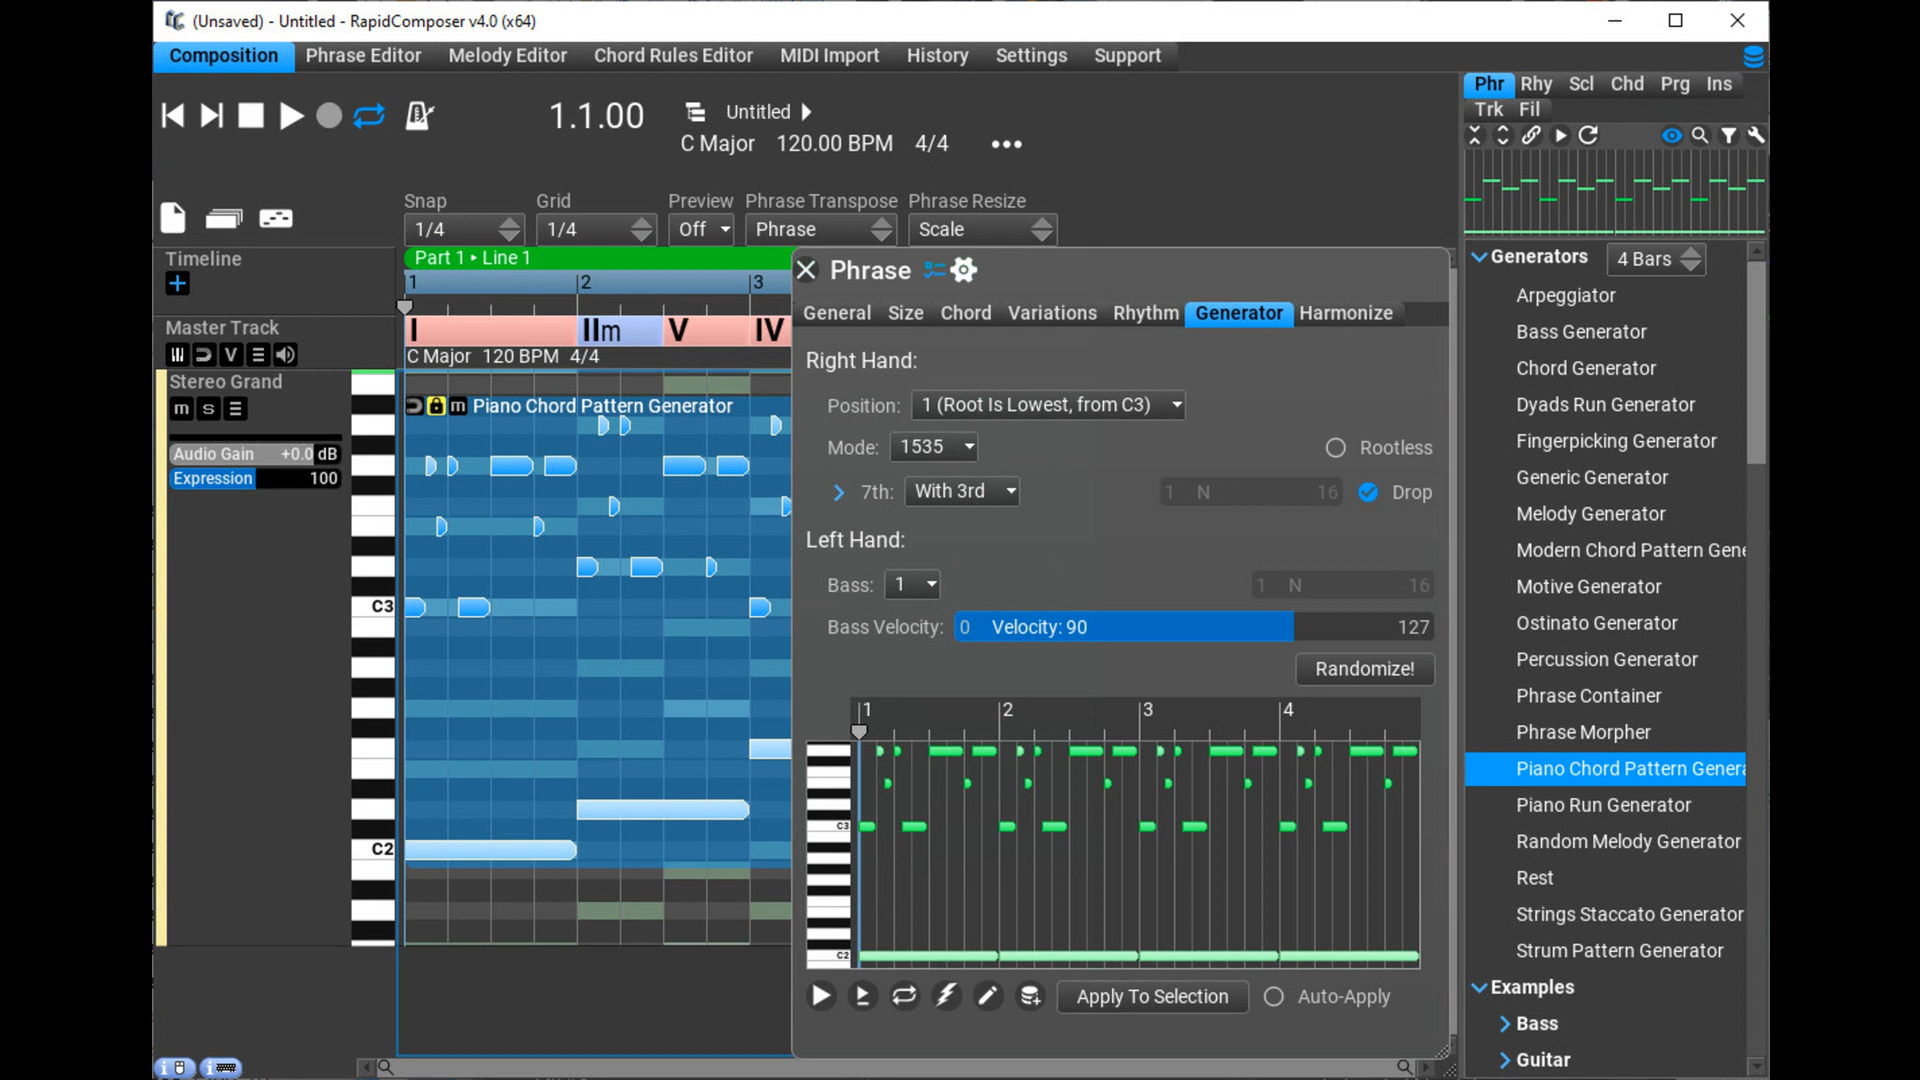 (Unsaved) - Untitled - RapidComposer v4.0 (x64)
Composition Phrase Editor Melody Editor Chord Rules Editor MIDI Import History Settings Support
Phr Rhy Scl Chd Prg Ins
Trk Fil
1.1.00
Untitled
C Major 120.00 BPM 4/4
Snap Grid Preview Phrase Transpose Phrase Resize
1/4 1/4 Off Phrase Scale
Timeline
Part 1 ▸ Line 1
1 2 3
Master Track
I IIm V IV
V
C Major 120 BPM 4/4
Stereo Grand
m s
m Piano Chord Pattern Generator
Audio Gain +0.0 dB
Expression 100
C3
C2
Phrase
General Size Chord Variations Rhythm Generator Harmonize
Right Hand:
Position: 1 (Root Is Lowest, from C3)
Mode: 1535 Rootless
7th: With 3rd 1 N 16 Drop
Left Hand:
Bass: 1 1 N 16
Bass Velocity: 0 Velocity: 90 127
Randomize!
1 2 3 4
C3
C2
Apply To Selection Auto-Apply
Generators 4 Bars
Arpeggiator
Bass Generator
Chord Generator
Dyads Run Generator
Fingerpicking Generator
Generic Generator
Melody Generator
Modern Chord Pattern Gene
Motive Generator
Ostinato Generator
Percussion Generator
Phrase Container
Phrase Morpher
Piano Chord Pattern Genera
Piano Run Generator
Random Melody Generator
Rest
Strings Staccato Generator
Strum Pattern Generator
Examples
Bass
Guitar